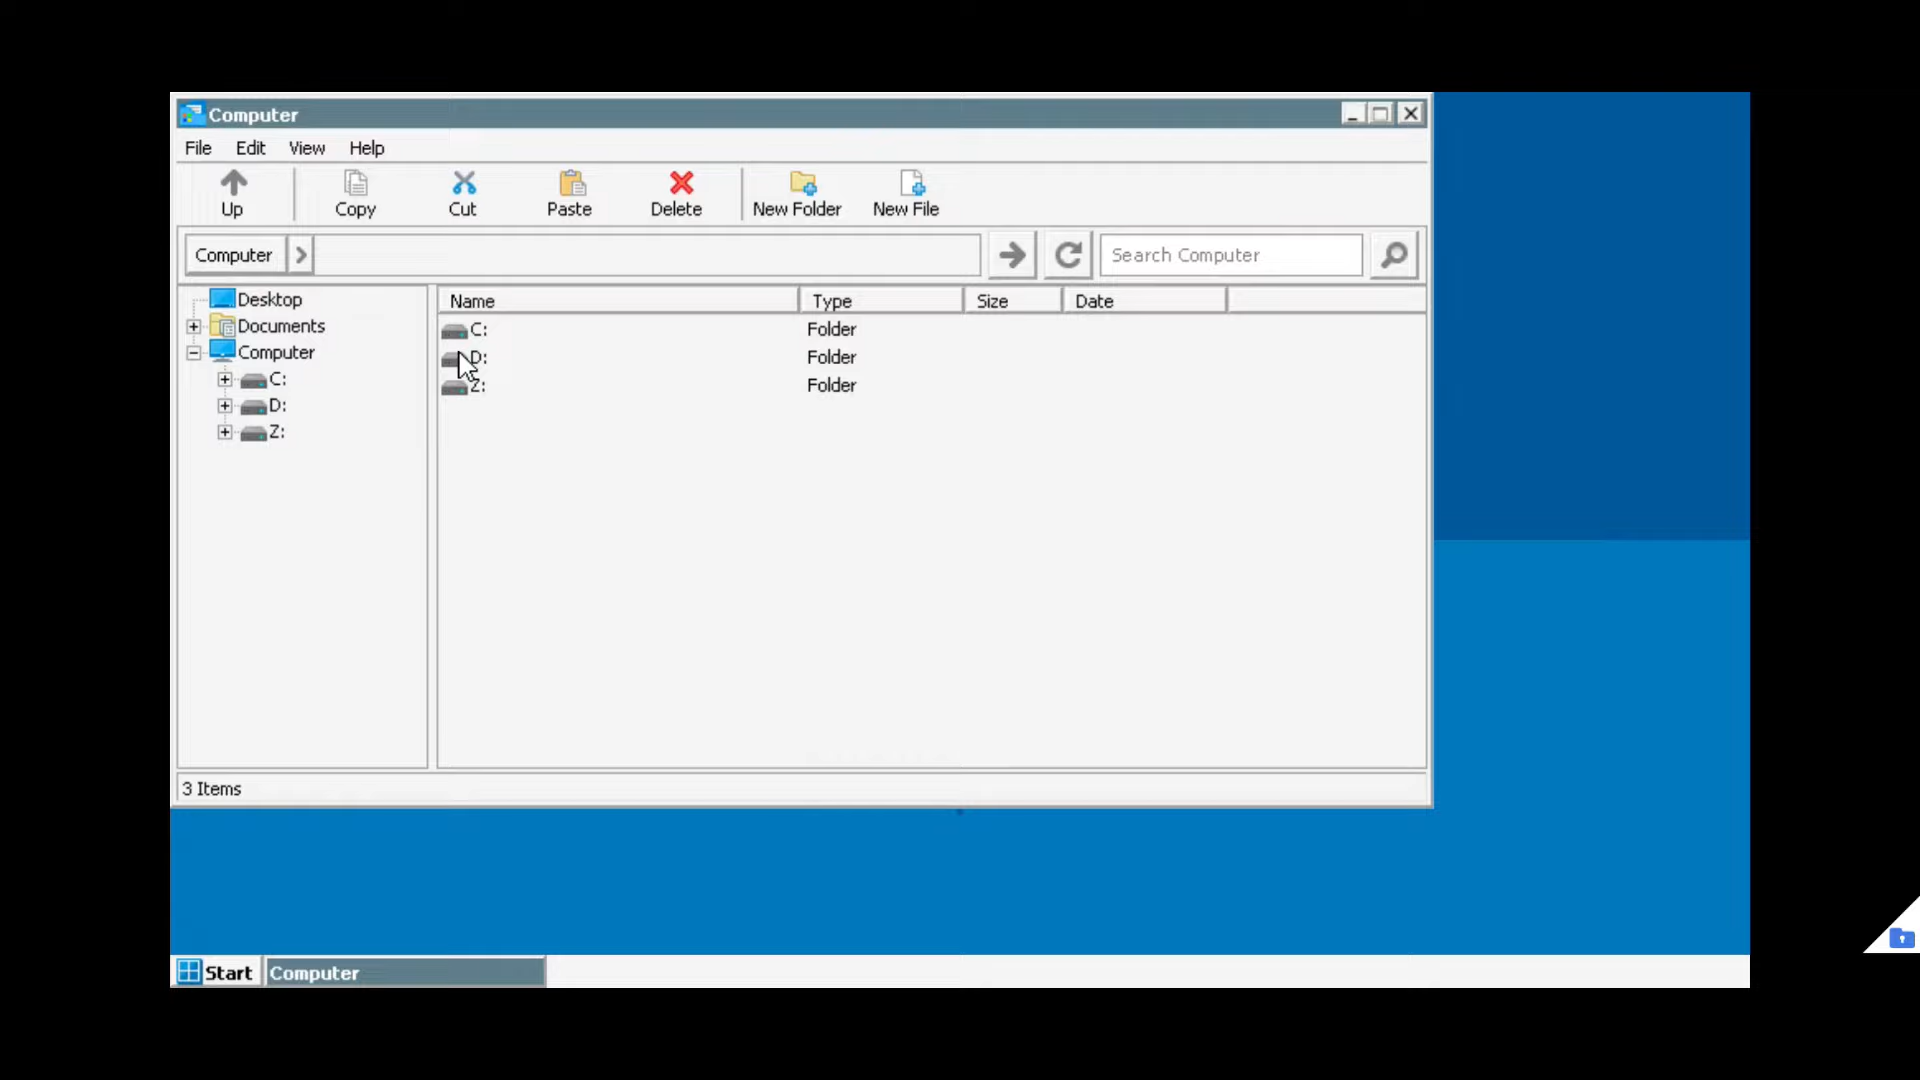 Computer
File Edit View Help
Up Copy Cut Paste Delete New Folder New File
Computer Search Computer
Desktop
Documents
Computer
C:
D:
Z:
Name Type Size Date
C: Folder
D: Folder
Z: Folder
3 Items
Start Computer